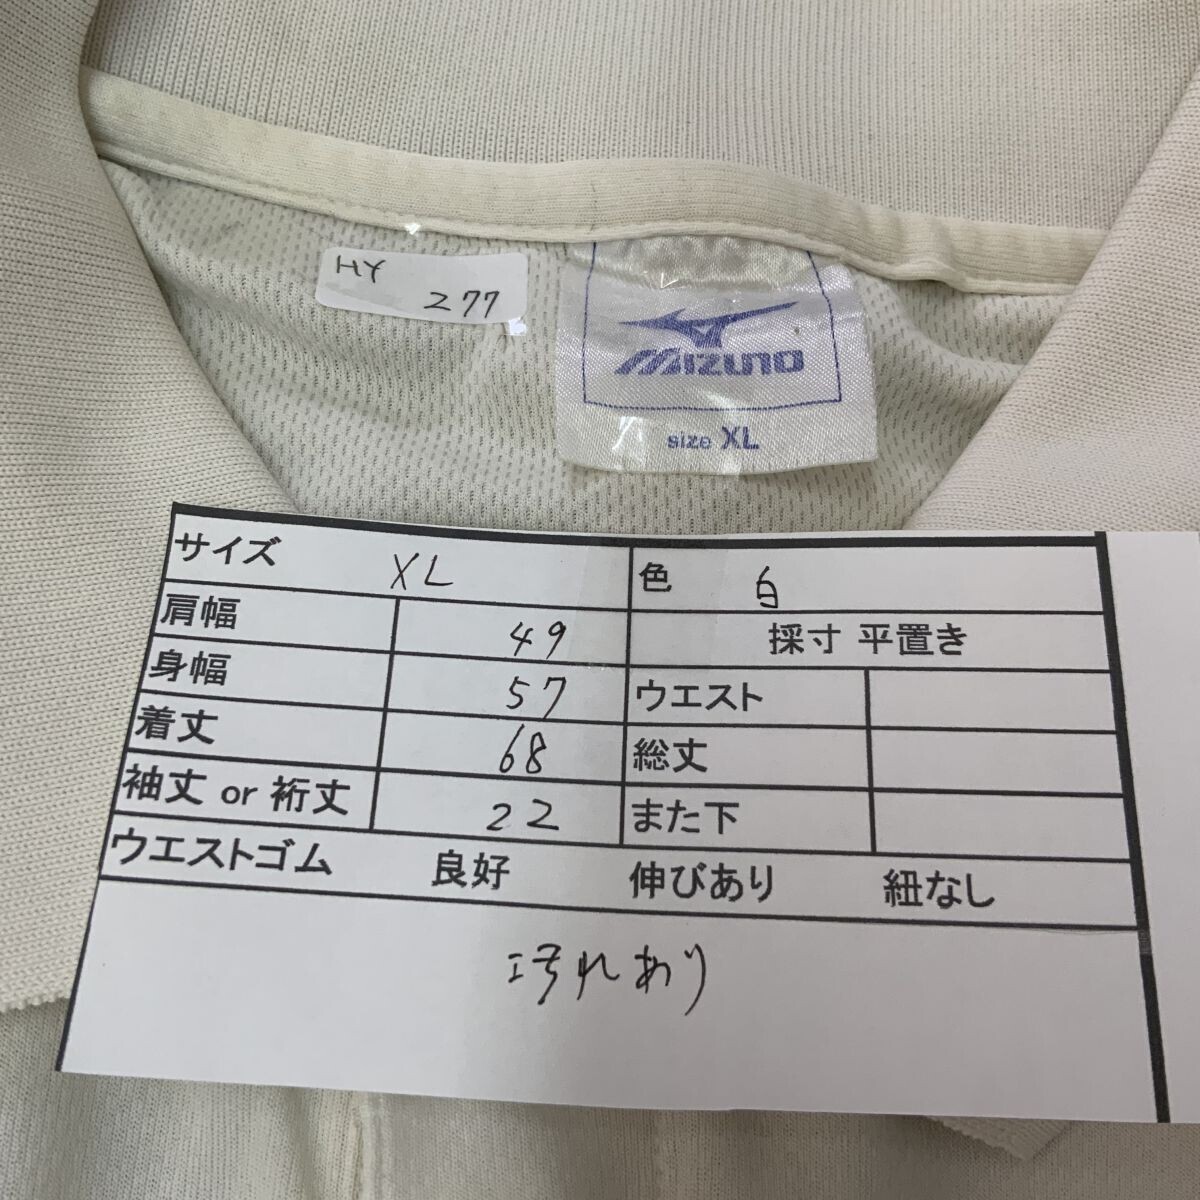 HY
277
MIZUNO
size XL
サイズ XL 色 白
肩幅 49 採寸 平置き
身幅 57 ウエスト
着丈 68 総丈
袖丈 or 裄丈 22 また下
ウエストゴム 良好 伸びあり 紐なし
汚れあり